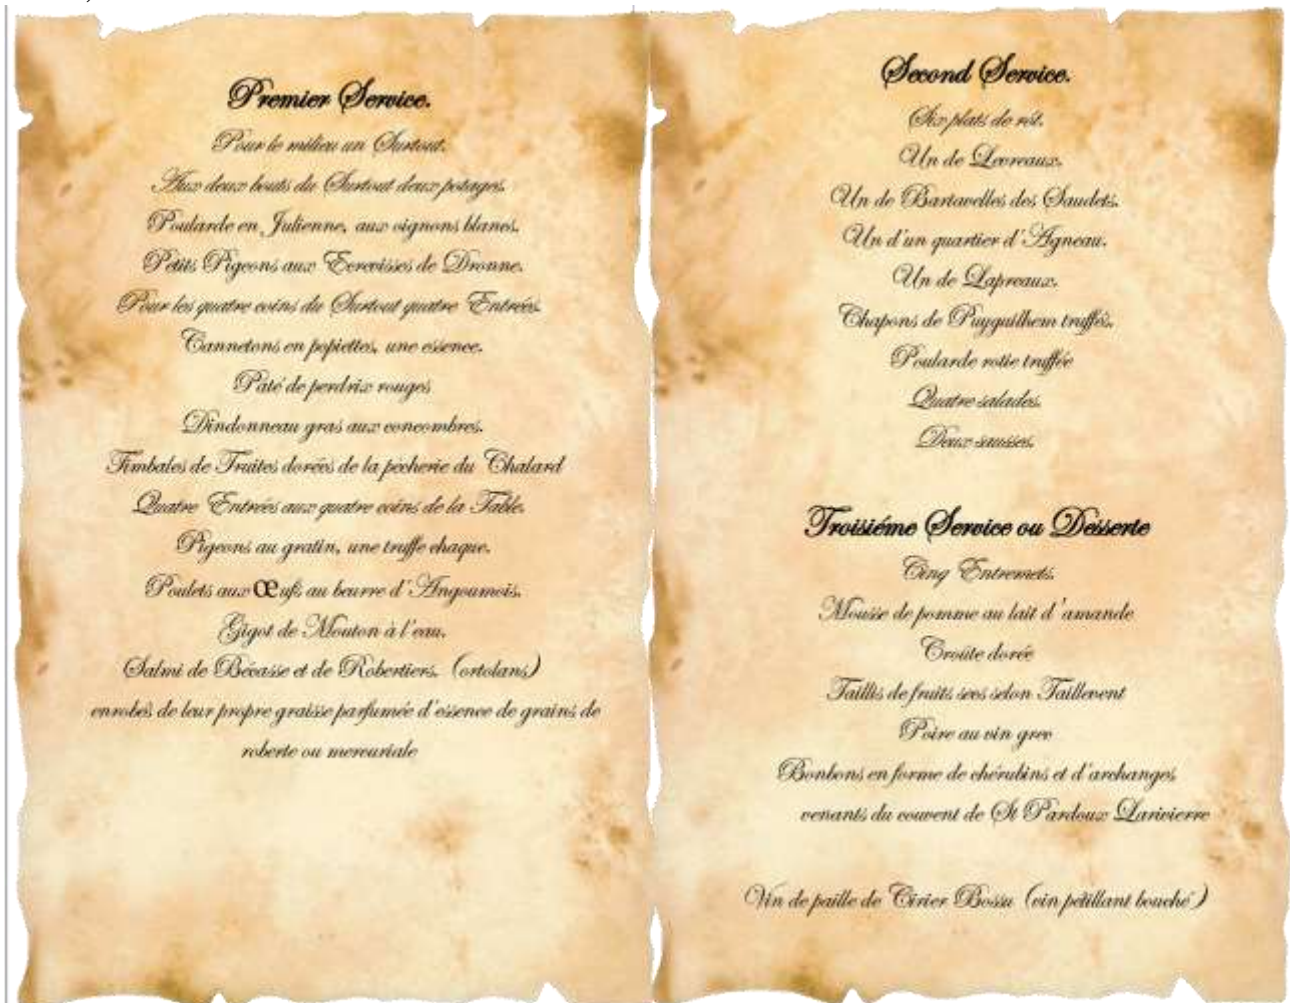 Premier Service.
Pour le milieu un Surtout.
Aux deux bouts du Surtout deux potages.
Poularde en Julienne, aux oignons blancs.
Petits Pigeons aux Ecrevisses de Dronne.
Pour les quatre coins du Surtout quatre Entrées.
Cannetons en popiettes, une essence.
Paté de perdrix rouges
Dindonneau gras aux concombres.
Timbales de Truites dorées de la pecherie du Chalard
Quatre Entrées aux quatre coins de la Table.
Pigeons au gratin, une truffe chaque.
Poulets aux Œufs au beurre d'Angoumois.
Gigot de Mouton à l'eau.
Salmi de Bécasse et de Robertiers. (ortolans)
enrobés de leur propre graisse parfumée d'essence de grains de
roberte ou mercuriale
Second Service.
Six plats de rôt.
Un de Levreaux.
Un de Bartavelles des Saudets.
Un d'un quartier d'Agneau.
Un de Lapreaux.
Chapons de Puyguilhem truffés.
Poularde rotie truffée
Quatre salades.
Deux sausses.
Troisiéme Service ou Desserte
Cinq Entremets.
Mousse de pomme au lait d'amande
Croûte dorée
Taillis de fruits secs selon Taillevent
Poire au vin grec
Bonbons en forme de chérubins et d'archanges
venants du couvent de St Pardoux Larivierre
Vin de paille de Cirier Bossu (vin pétillant bouché)